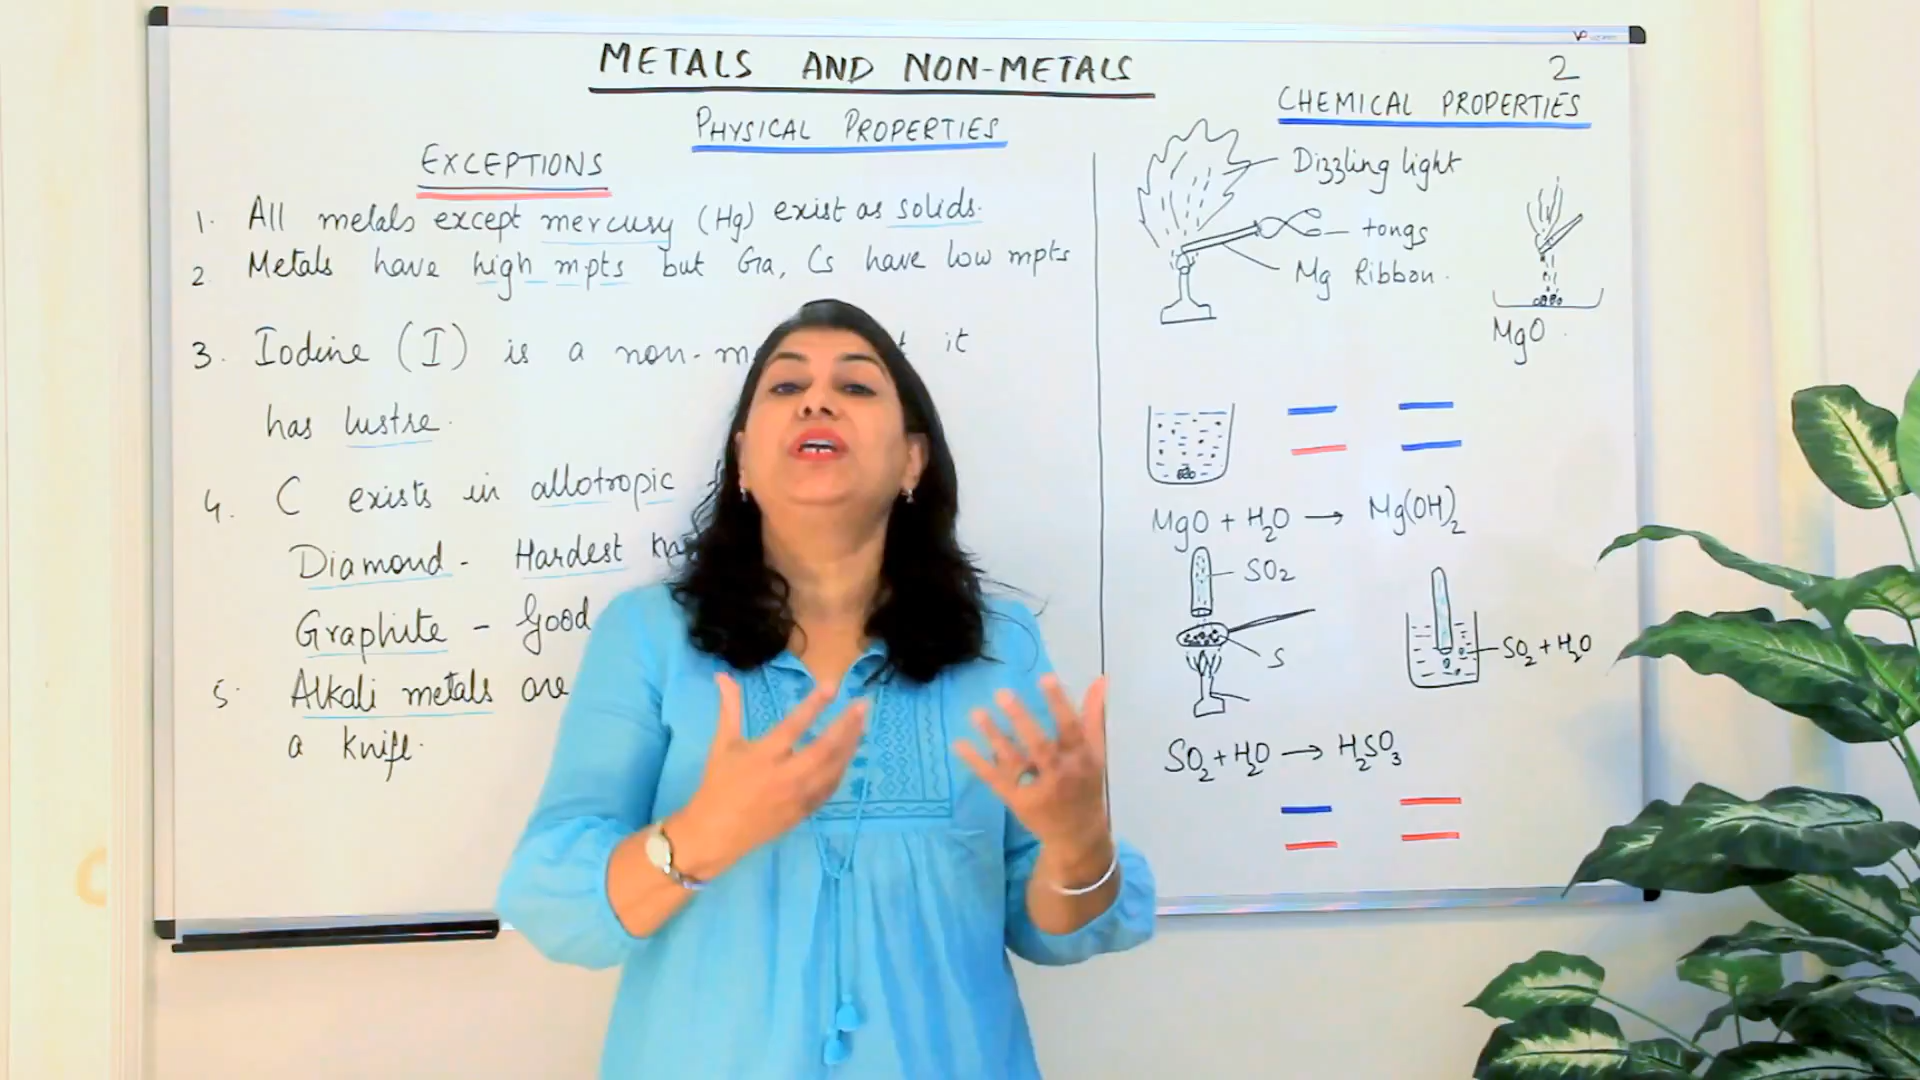 METALS AND NON-METALS
2
PHYSICAL PROPERTIES
EXCEPTIONS
1. All metals except mercury (Hg) exist as solids.
2. Metals have high mpts but Ga, Cs have low mpts
3. Iodine (I) is a non-m it
has lustre.
4. C exists in allotropic
Diamond - Hardest
Graphite - Good
5. Alkali metals are
a knife.
CHEMICAL PROPERTIES
Dizzling light
tongs
Mg Ribbon.
MgO
MgO + H2O → Mg(OH)2
SO2
S
SO2 + H2O
SO2 + H2O → H2SO3